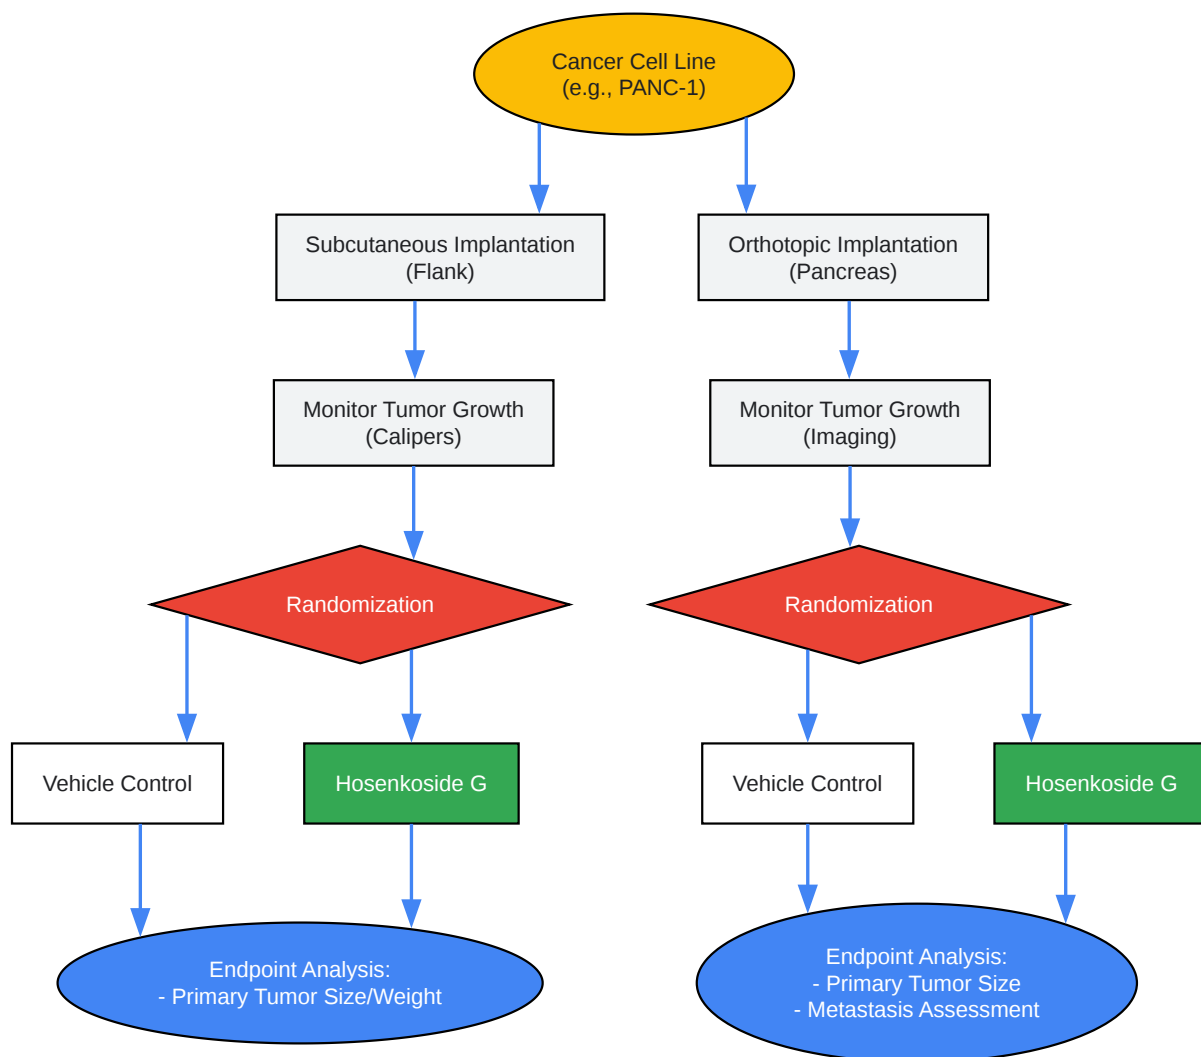 Cancer Cell Line
(e.g., PANC-1)
Subcutaneous Implantation
(Flank)
Orthotopic Implantation
(Pancreas)
Monitor Tumor Growth
(Calipers)
Monitor Tumor Growth
(Imaging)
Randomization
Randomization
Vehicle Control
Hosenkoside G
Vehicle Control
Hosenkoside G
Endpoint Analysis:
- Primary Tumor Size/Weight
Endpoint Analysis:
- Primary Tumor Size
- Metastasis Assessment